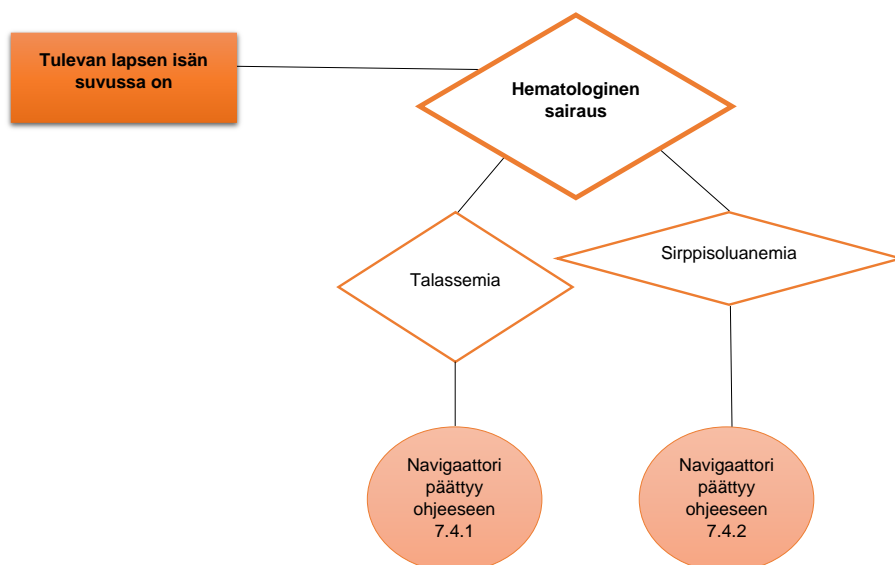 Tulevan lapsen isän
suvussa on
Hematologinen
sairaus
Talassemia
Sirppisoluanemia
Navigaattori
päättyy
ohjeeseen
7.4.1
Navigaattori
päättyy
ohjeeseen
7.4.2